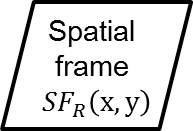 Spatial
frame
SF_R(x, y)